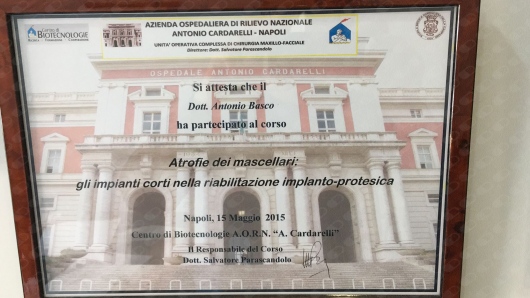 Centro di
BIOTECNOLOGIE
AZIENDA OSPEDALIERA DI RILIEVO NAZIONALE
ANTONIO CARDARELLI - NAPOLI
UNITA' OPERATIVA COMPLESSA DI CHIRURGIA MAXILLO-FACCIALE
Direttore: Dott. Salvatore Parascandolo
OSPEDALE ANTONIO CARDARELLI
Si attesta che il
Dott. Antonio Basco
ha partecipato al corso
Atrofie dei mascellari:
gli impianti corti nella riabilitazione implanto-protesica
Napoli, 15 Maggio 2015
Centro di Biotecnologie A.O.R.N. “A. Cardarelli”
Il Responsabile del Corso
Dott. Salvatore Parascandolo